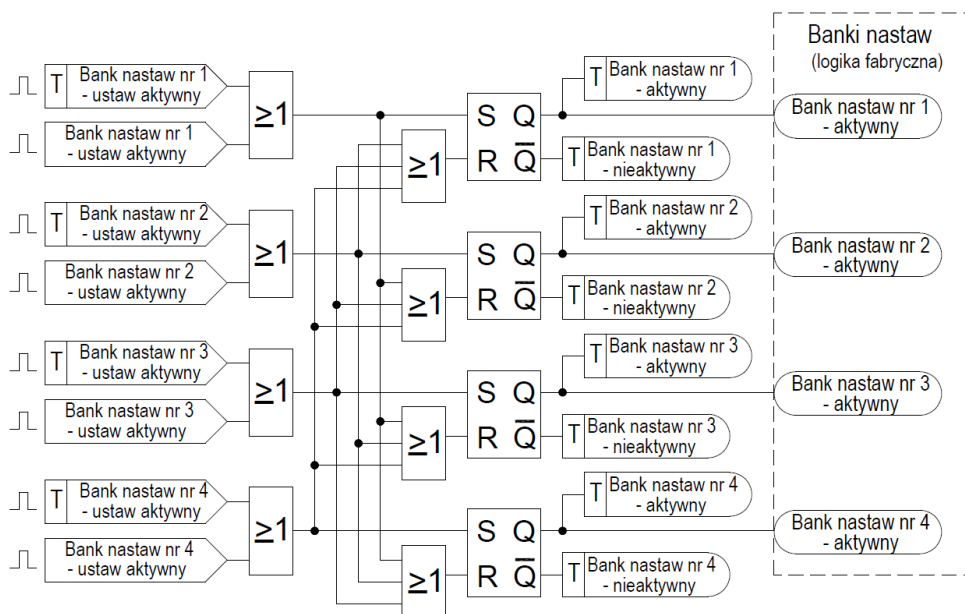 Banki nastaw
(logika fabryczna)
T
Bank nastaw nr 1
- ustaw aktywny
Bank nastaw nr 1
- ustaw aktywny
≥1
≥1
S Q
R Q̅
T
Bank nastaw nr 1
- aktywny
T
Bank nastaw nr 1
- nieaktywny
Bank nastaw nr 1
- aktywny
T
Bank nastaw nr 2
- ustaw aktywny
Bank nastaw nr 2
- ustaw aktywny
≥1
≥1
S Q
R Q̅
T
Bank nastaw nr 2
- aktywny
T
Bank nastaw nr 2
- nieaktywny
Bank nastaw nr 2
- aktywny
T
Bank nastaw nr 3
- ustaw aktywny
Bank nastaw nr 3
- ustaw aktywny
≥1
≥1
S Q
R Q̅
T
Bank nastaw nr 3
- aktywny
T
Bank nastaw nr 3
- nieaktywny
Bank nastaw nr 3
- aktywny
T
Bank nastaw nr 4
- ustaw aktywny
Bank nastaw nr 4
- ustaw aktywny
≥1
≥1
S Q
R Q̅
T
Bank nastaw nr 4
- aktywny
T
Bank nastaw nr 4
- nieaktywny
Bank nastaw nr 4
- aktywny